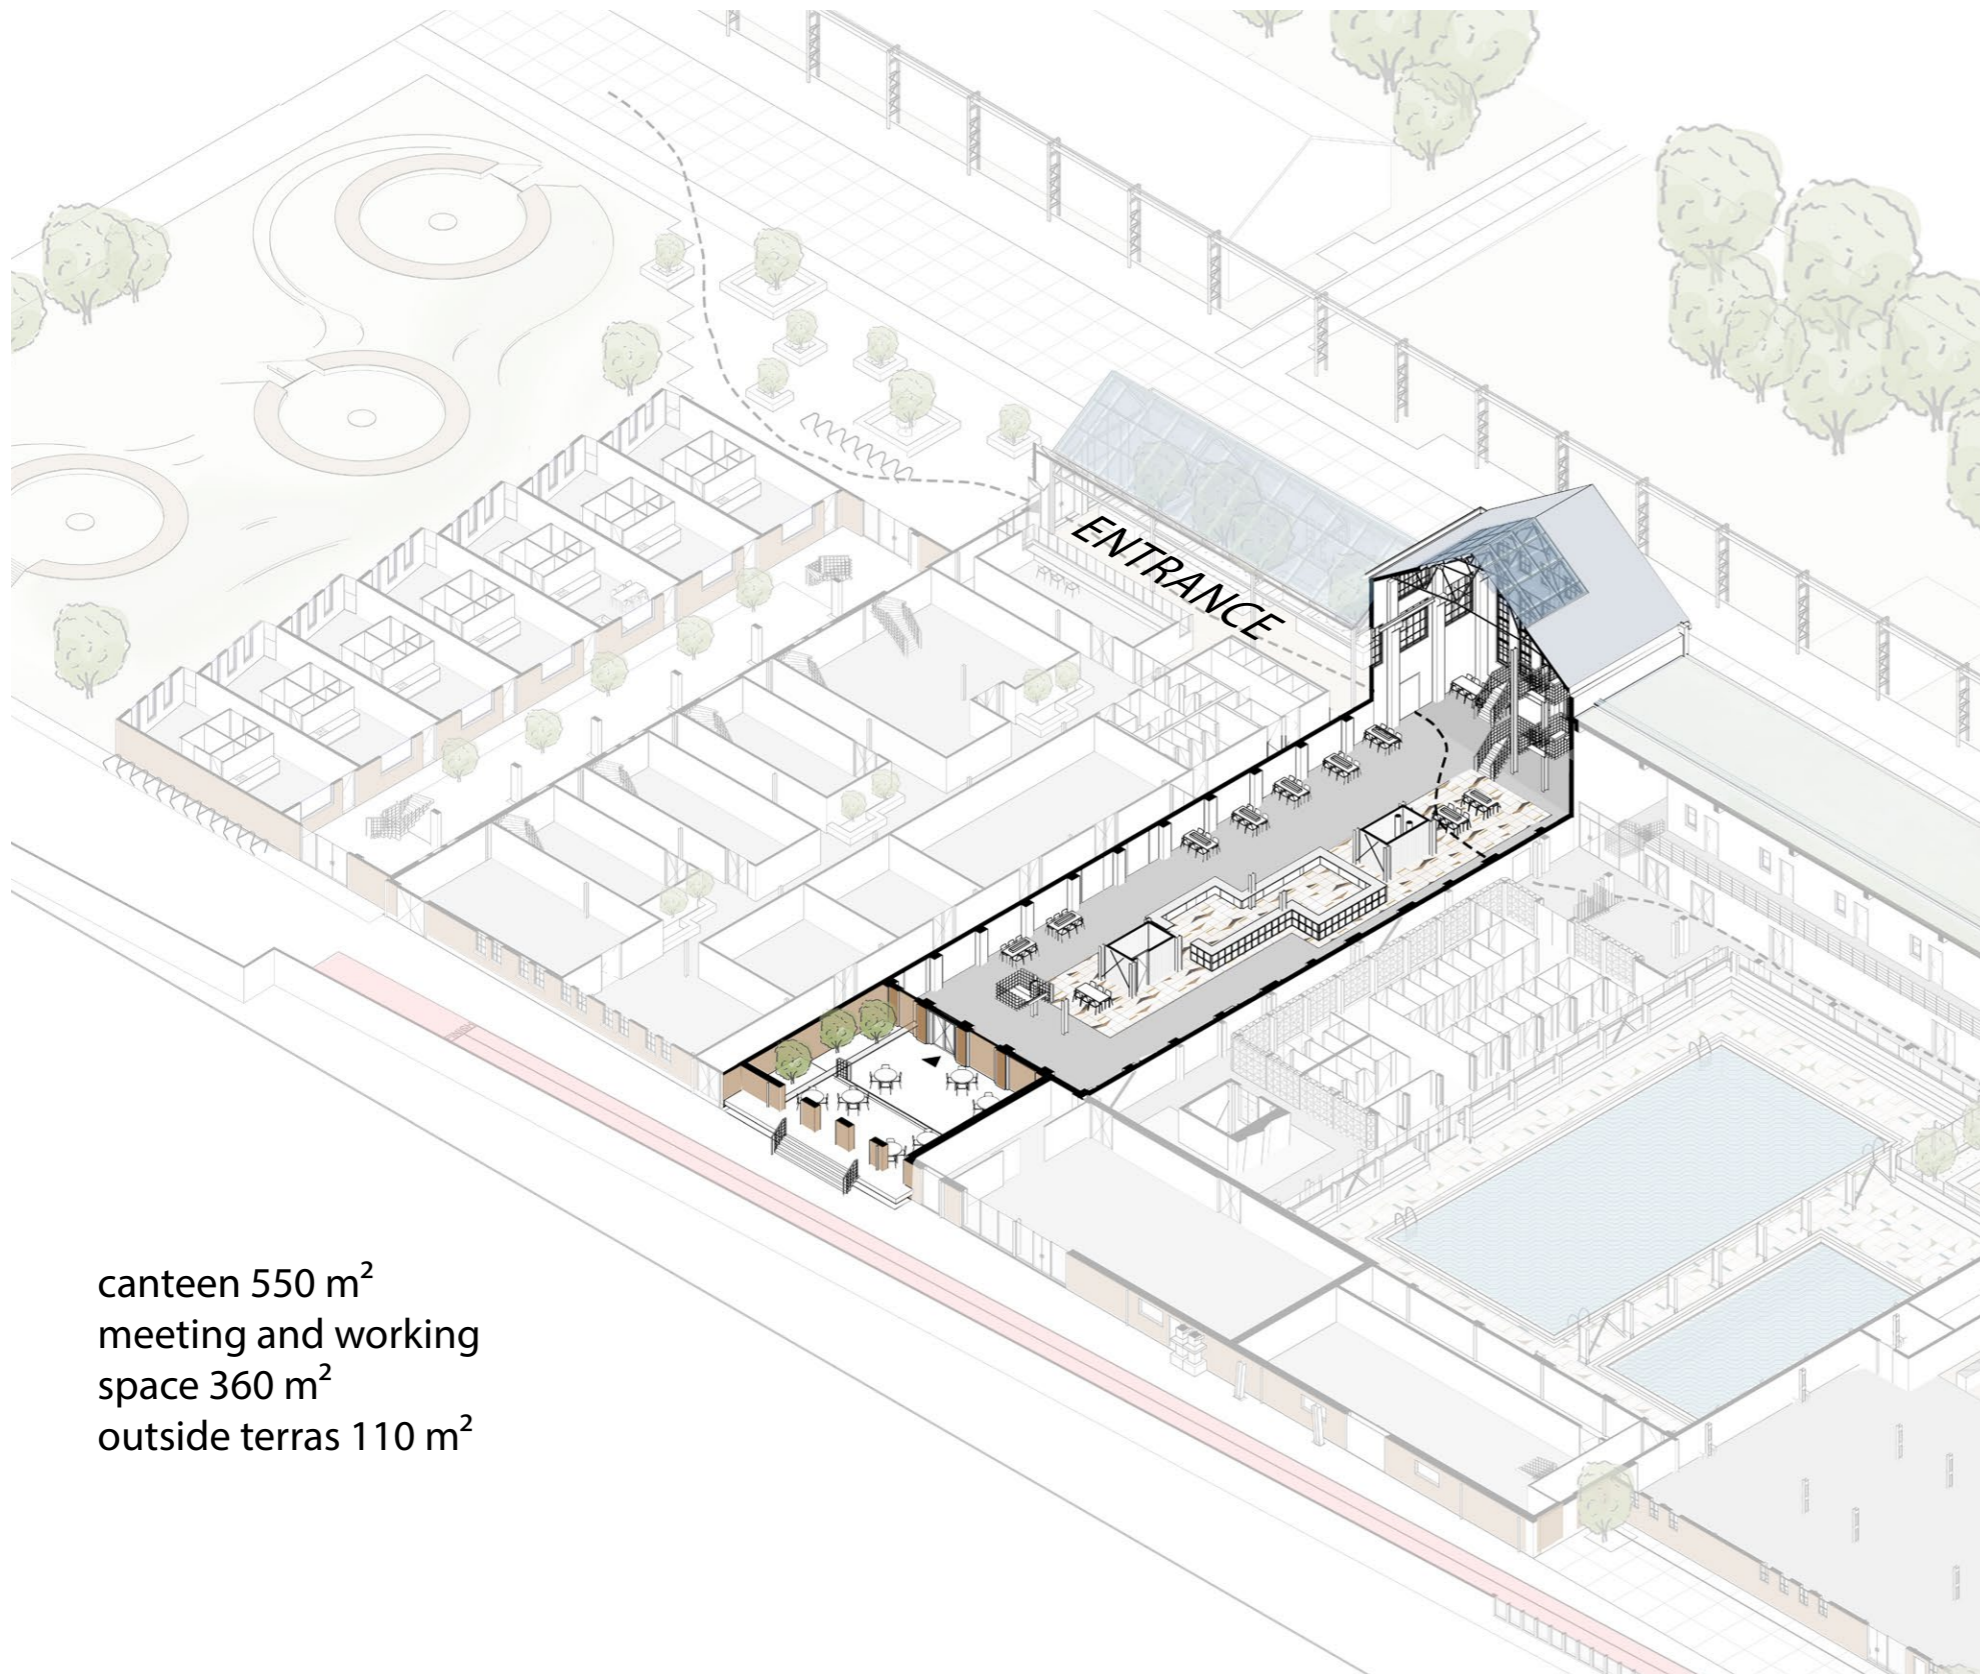 ENTRANCE
canteen 550 m²
meeting and working
space 360 m²
outside terras 110 m²